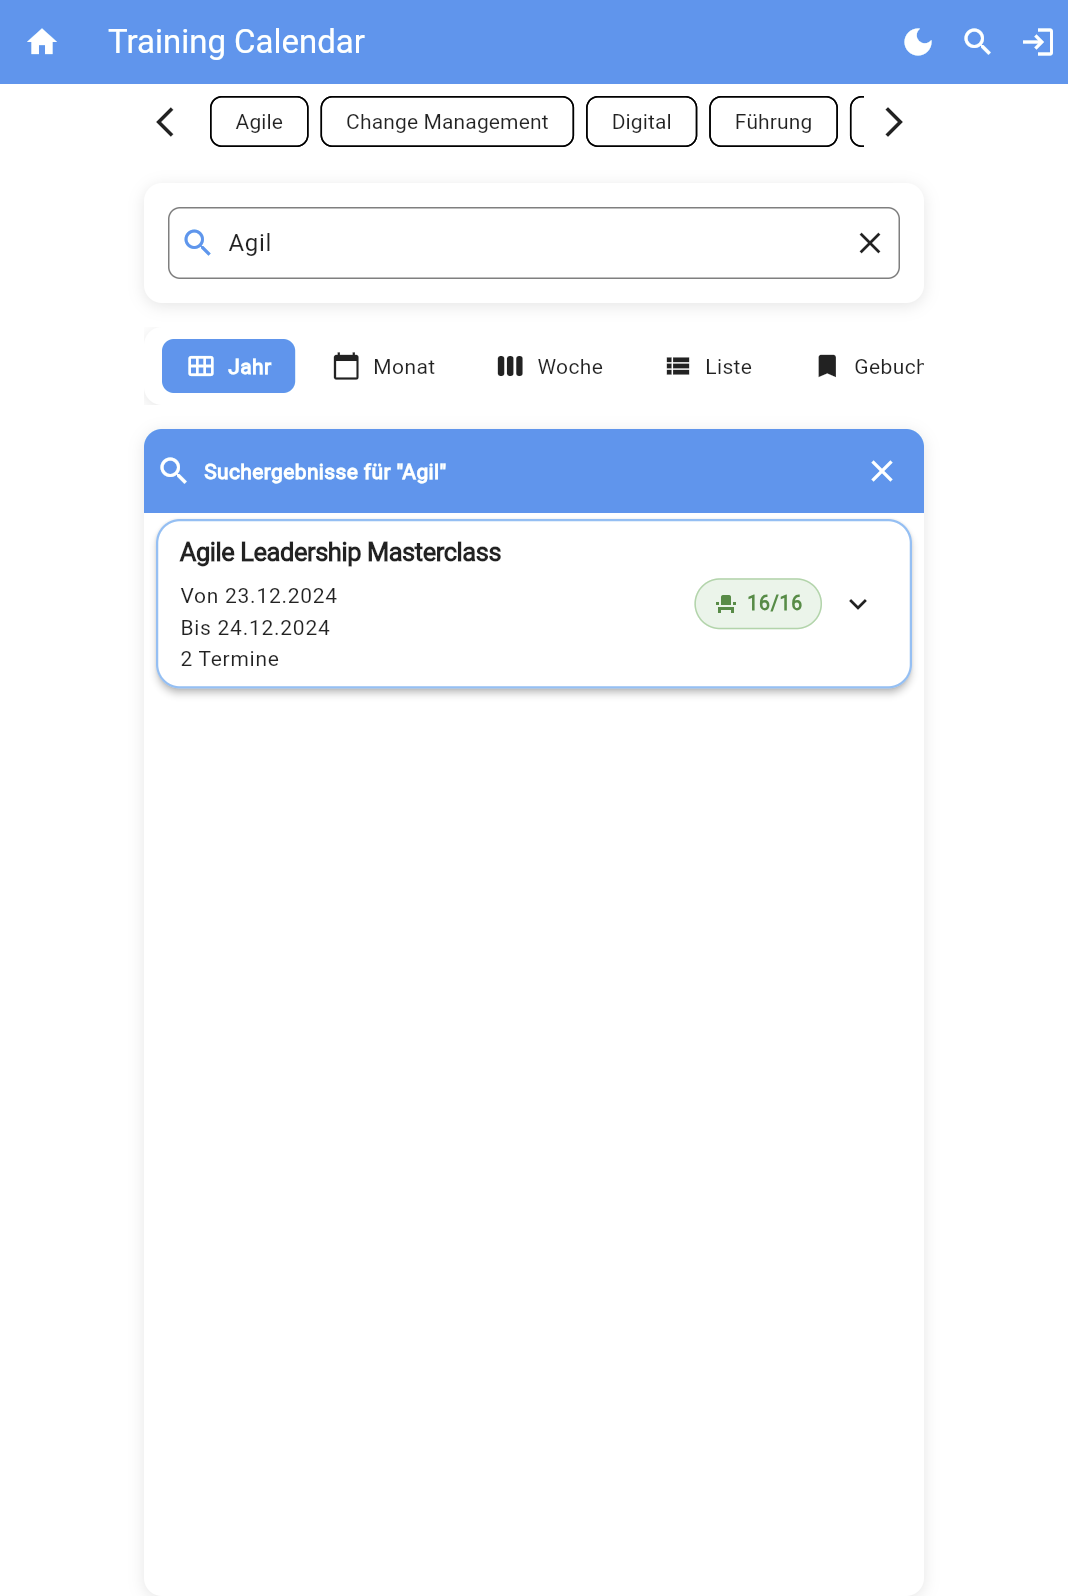 Training Calendar
Agile
Change Management
Digital
Führung
Agil
Jahr
Monat
Woche
Liste
Gebuch
Suchergebnisse für "Agil"
Agile Leadership Masterclass
Von 23.12.2024
Bis 24.12.2024
2 Termine
16/16